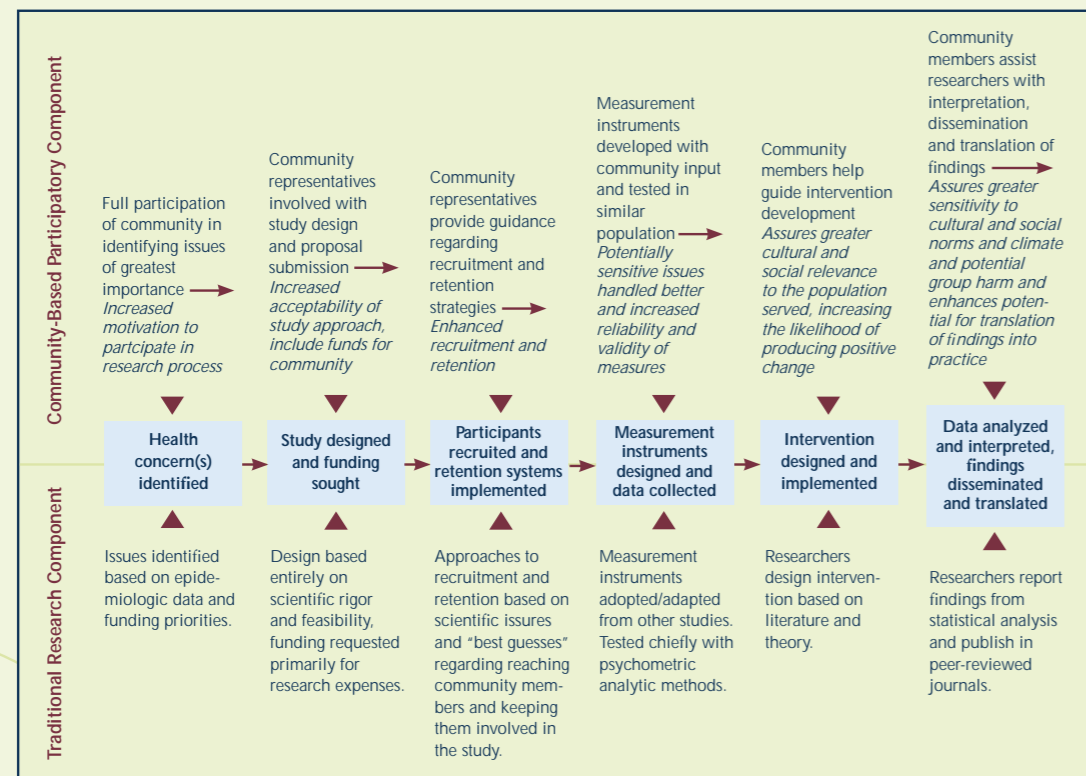 Community-Based Participatory Component
Full participation
of community in
identifying issues
of greatest
importance
Increased
motivation to
partcipate in
research process
Community
representatives
involved with
study design
and proposal
submission
Increased
acceptability of
study approach,
include funds for
community
Community
representatives
provide guidance
regarding
recruitment and
retention
strategies
Enhanced
recruitment and
retention
Measurement
instruments
developed with
community input
and tested in
similar
population
Potentially
sensitive issues
handled better
and increased
reliability and
validity of
measures
Community
members help
guide intervention
development
Assures greater
cultural and
social relevance
to the population
served, increasing
the likelihood of
producing positive
change
Community
members assist
researchers with
interpretation,
dissemination
and translation of
findings
Assures greater
sensitivity to
cultural and social
norms and climate
and potential
group harm and
enhances poten-
tial for translation
of findings into
practice
Health
concern(s)
identified
Study designed
and funding
sought
Participants
recruited and
retention systems
implemented
Measurement
instruments
designed and
data collected
Intervention
designed and
implemented
Data analyzed
and interpreted,
findings
disseminated
and translated
Traditional Research Component
Issues identified
based on epide-
miologic data and
funding priorities.
Design based
entirely on
scientific rigor
and feasibility,
funding requested
primarily for
research expenses.
Approaches to
recruitment and
retention based on
scientific issues
and "best guesses"
regarding reaching
community mem-
bers and keeping
them involved in
the study.
Measurement
instruments
adopted/adapted
from other studies.
Tested chiefly with
psychometric
analytic methods.
Researchers
design interven-
tion based on
literature and
theory.
Researchers report
findings from
statistical analysis
and publish in
peer-reviewed
journals.